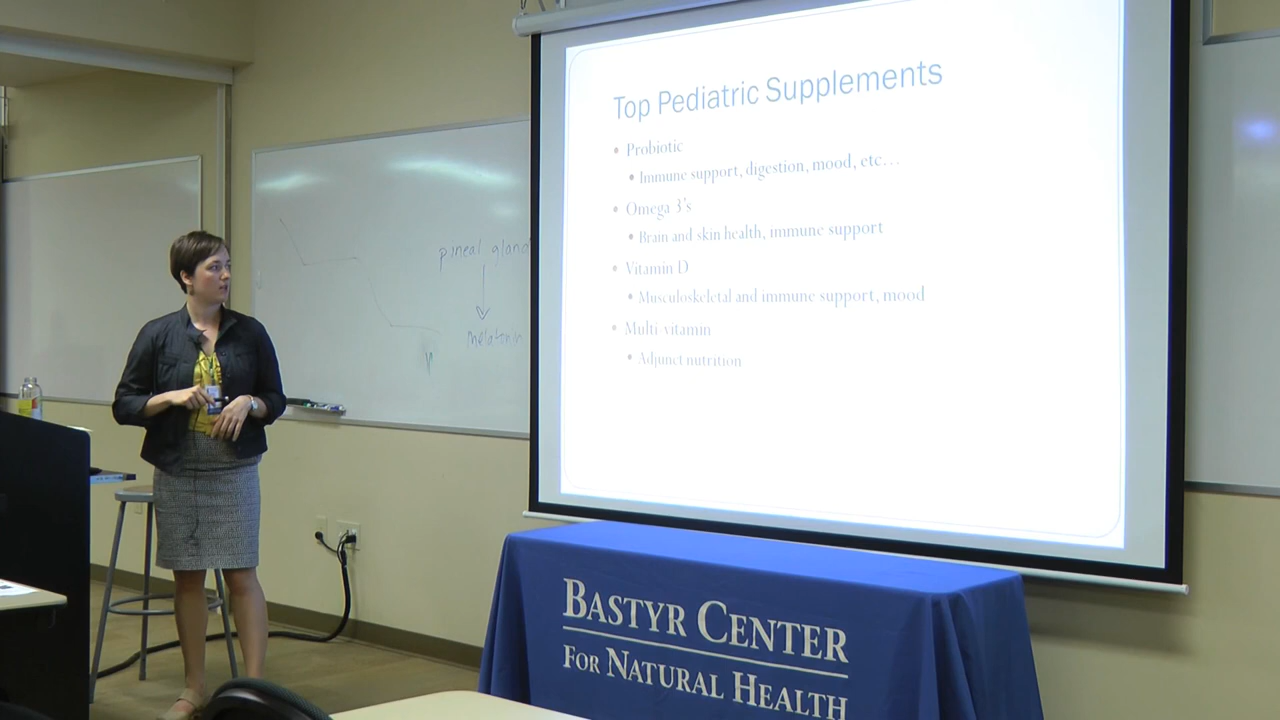 Top Pediatric Supplements
• Probiotic
• Immune support, digestion, mood, etc…
• Omega 3's
• Brain and skin health, immune support
• Vitamin D
• Musculoskeletal and immune support, mood
• Multi-vitamin
• Adjunct nutrition
pineal gland
melatonin
BASTYR CENTER
FOR NATURAL HEALTH